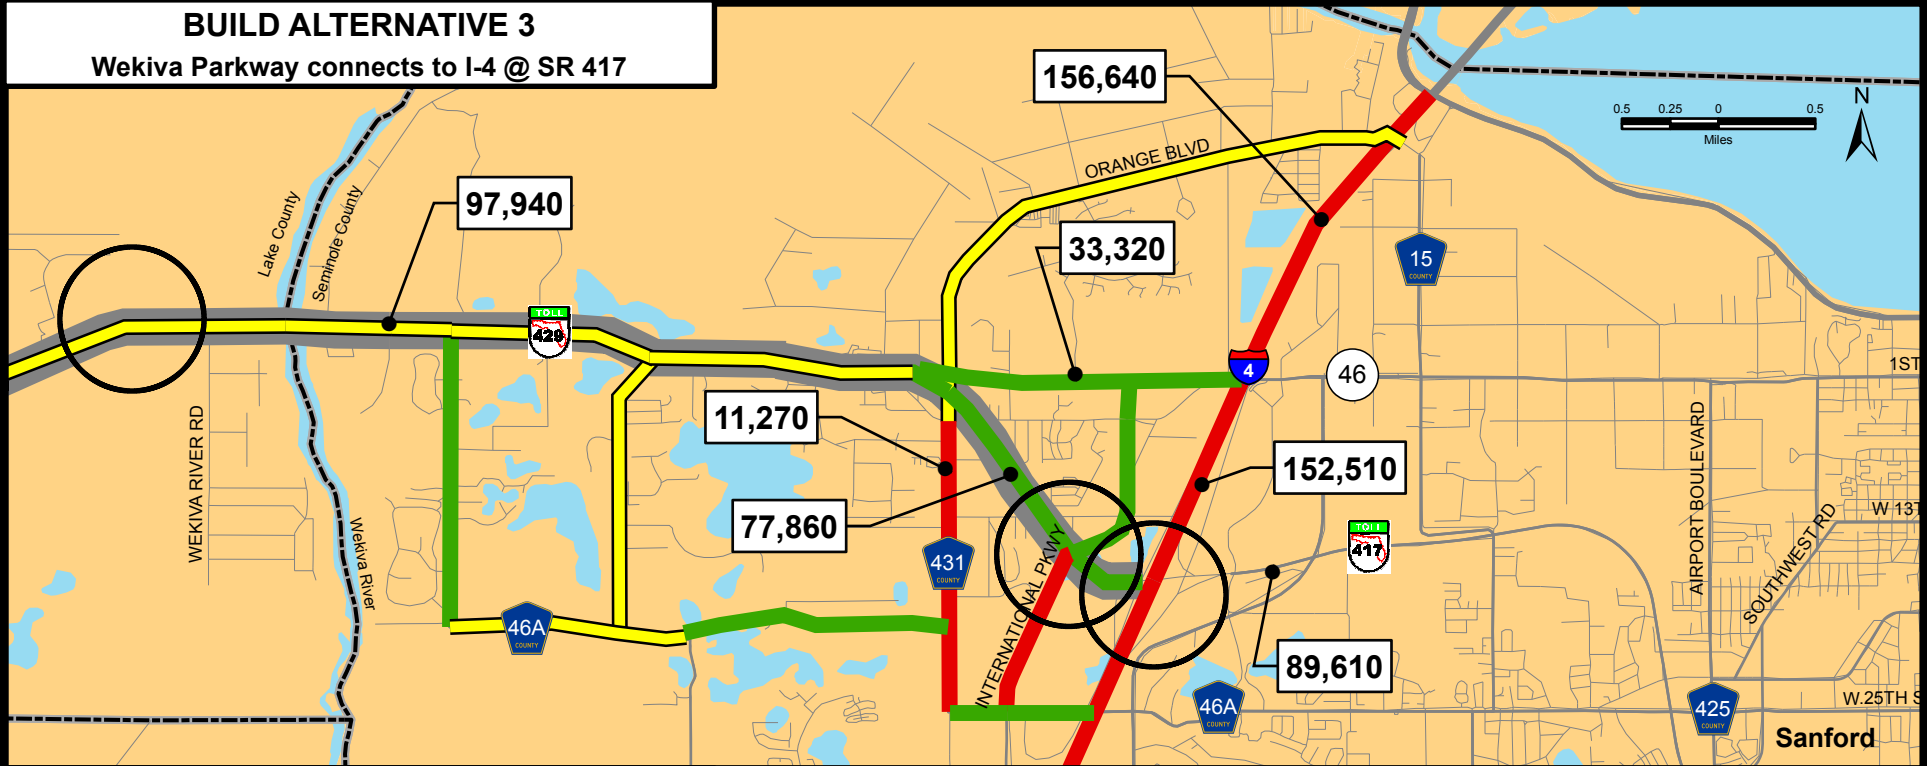 BUILD ALTERNATIVE 3
Wekiva Parkway connects to I-4 @ SR 417
156,640
0.5 0.25 0 0.5
Miles
N
ORANGE BLVD
97,940
Lake County
Seminole County
33,320
15
COUNTY
TOLL
429
4
46
1ST
WEKIVA RIVER RD
11,270
152,510
AIRPORT BOULEVARD
77,860
SOUTHWEST RD
W 13T
Wekiva River
431
COUNTY
INTERNATIONAL PKWY
TOLL
417
46A
COUNTY
89,610
46A
COUNTY
425
COUNTY
W.25TH S
Sanford